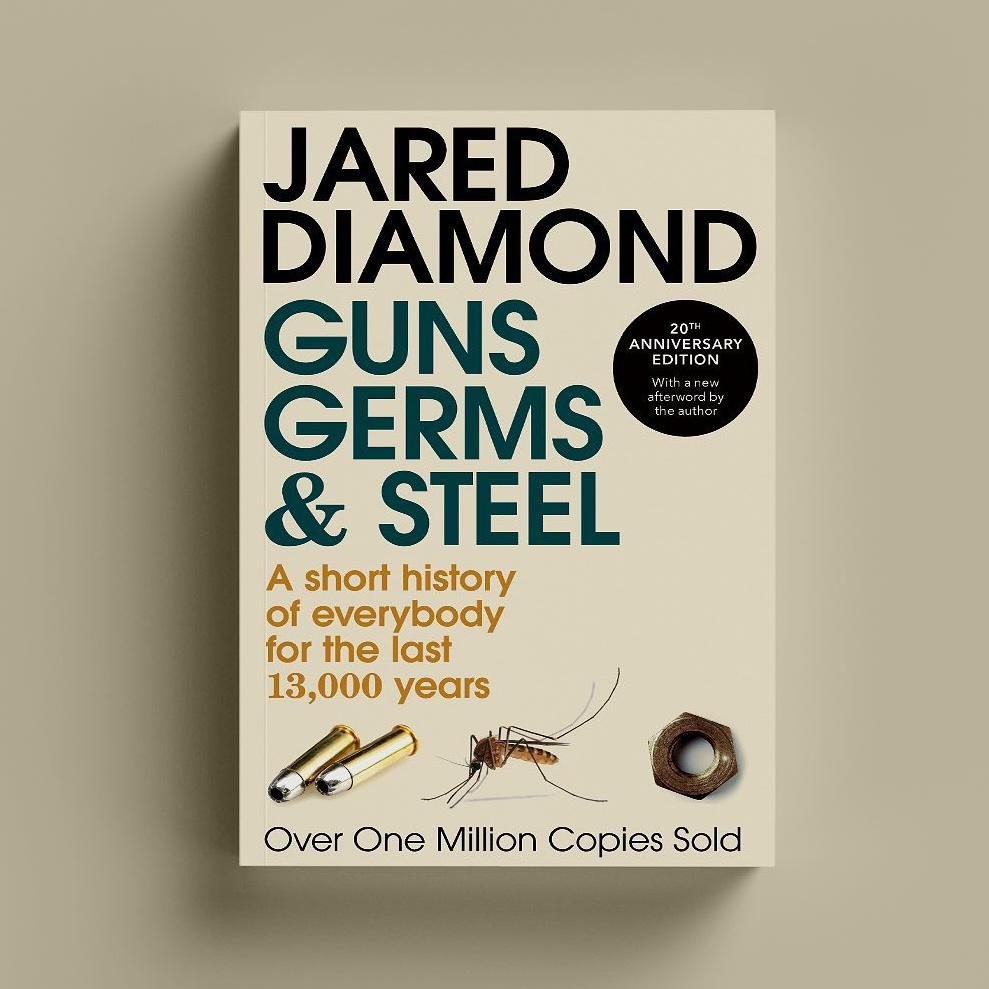 JARED
DIAMOND
GUNS
GERMS
& STEEL
20TH
ANNIVERSARY
EDITION
With a new
afterword by
the author
A short history
of everybody
for the last
13,000 years
Over One Million Copies Sold